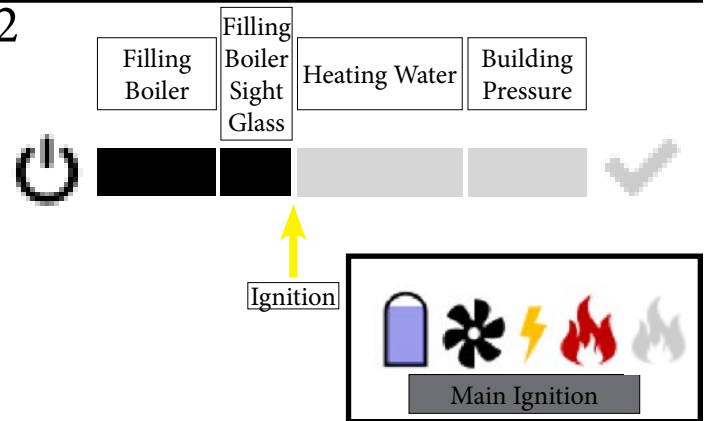 2
Filling
Boiler
Filling
Boiler
Sight
Glass
Heating Water
Building
Pressure
Ignition
Main Ignition